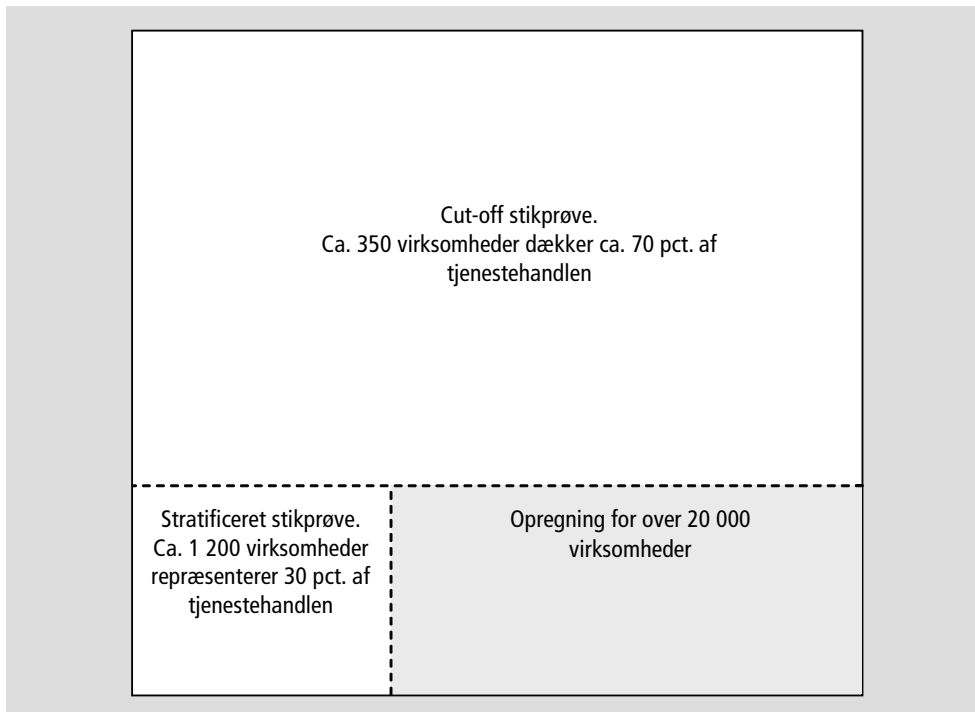 Cut-off stikprøve.
Ca. 350 virksomheder dækker ca. 70 pct. af
tjenestehandlen
Stratificeret stikprøve.
Ca. 1 200 virksomheder
repræsenterer 30 pct. af
tjenestehandlen
Opregning for over 20 000
virksomheder